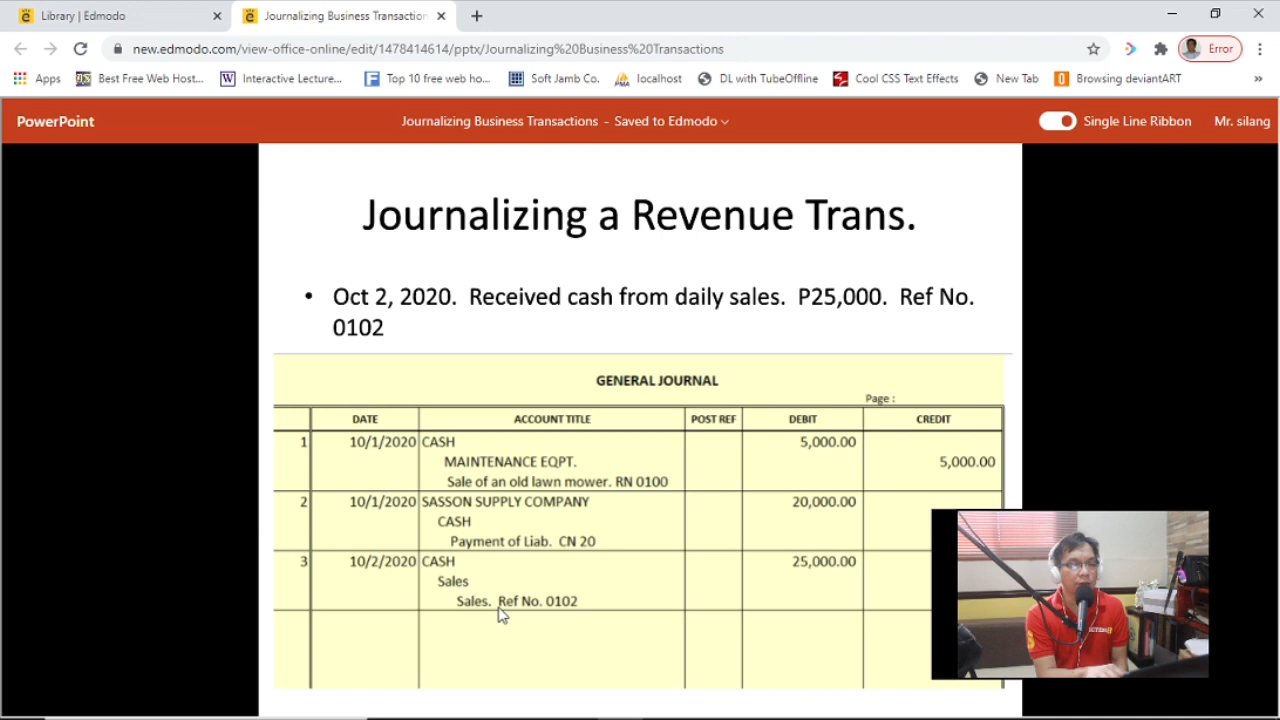 Library | Edmodo
Journalizing Business Transaction
new.edmodo.com/view-office-online/edit/1478414614/pptx/Journalizing%20Business%20Transactions
Error
Apps Best Free Web Host... Interactive Lecture... Top 10 free web ho... Soft Jamb Co. localhost DL with TubeOffline Cool CSS Text Effects New Tab Browsing deviantART »
PowerPoint Journalizing Business Transactions - Saved to Edmodo Single Line Ribbon Mr. silang
Journalizing a Revenue Trans.
• Oct 2, 2020. Received cash from daily sales. P25,000. Ref No.
0102
GENERAL JOURNAL
Page :
DATE ACCOUNT TITLE POST REF DEBIT CREDIT
1 10/1/2020 CASH 5,000.00
MAINTENANCE EQPT. 5,000.00
Sale of an old lawn mower. RN 0100
2 10/1/2020 SASSON SUPPLY COMPANY 20,000.00
CASH
Payment of Liab. CN 20
3 10/2/2020 CASH 25,000.00
Sales
Sales. Ref No. 0102